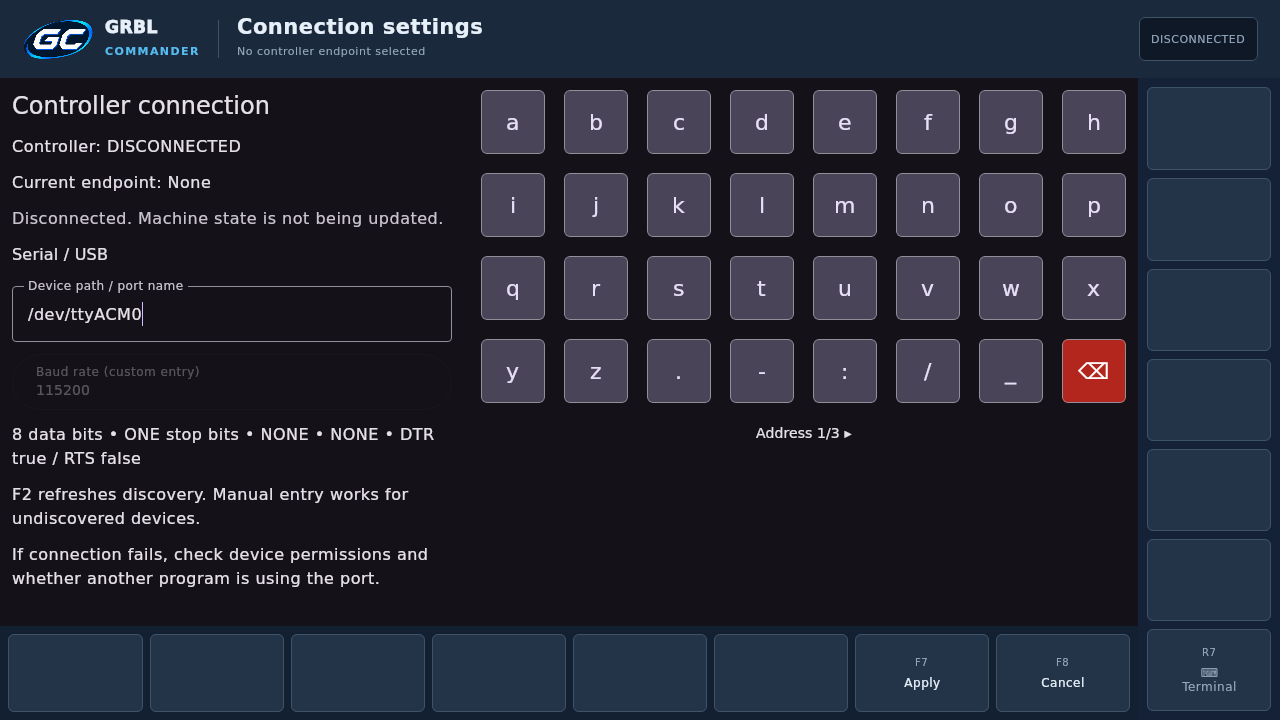 GC
GRBL
COMMANDER
Connection settings
No controller endpoint selected
DISCONNECTED
Controller connection
Controller: DISCONNECTED
Current endpoint: None
Disconnected. Machine state is not being updated.
Serial / USB
Device path / port name
/dev/ttyACM0
Baud rate (custom entry)
115200
8 data bits • ONE stop bits • NONE • NONE • DTR
true / RTS false
F2 refreshes discovery. Manual entry works for
undiscovered devices.
If connection fails, check device permissions and
whether another program is using the port.
a b c d e f g h
i j k l m n o p
q r s t u v w x
y z . - : / _ ⌫
Address 1/3 ▸
F7
Apply
F8
Cancel
R7
⌨
Terminal